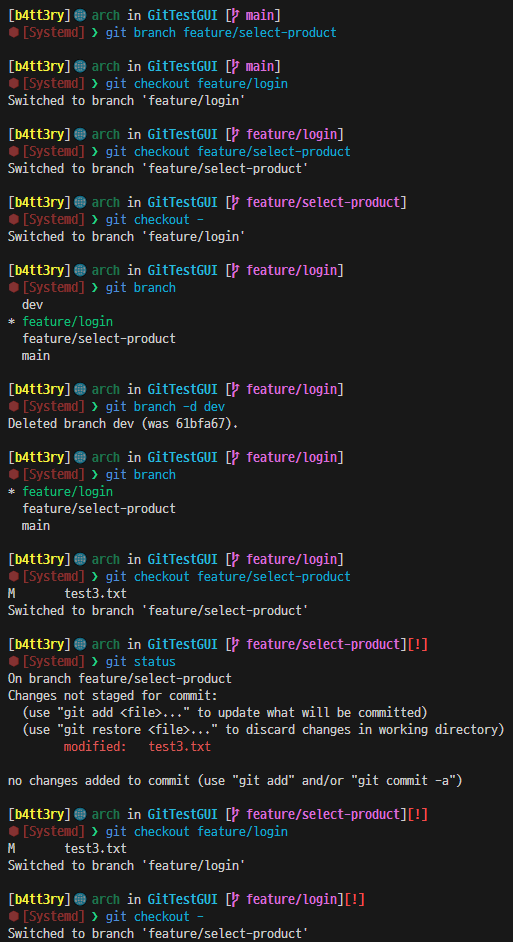 [b4tt3ry] arch in GitTestGUI [ main]
[Systemd] ❯ git branch feature/select-product
[b4tt3ry] arch in GitTestGUI [ main]
[Systemd] ❯ git checkout feature/login
Switched to branch 'feature/login'
[b4tt3ry] arch in GitTestGUI [ feature/login]
[Systemd] ❯ git checkout feature/select-product
Switched to branch 'feature/select-product'
[b4tt3ry] arch in GitTestGUI [ feature/select-product]
[Systemd] ❯ git checkout -
Switched to branch 'feature/login'
[b4tt3ry] arch in GitTestGUI [ feature/login]
[Systemd] ❯ git branch
dev
* feature/login
feature/select-product
main
[b4tt3ry] arch in GitTestGUI [ feature/login]
[Systemd] ❯ git branch -d dev
Deleted branch dev (was 61bfa67).
[b4tt3ry] arch in GitTestGUI [ feature/login]
[Systemd] ❯ git branch
* feature/login
feature/select-product
main
[b4tt3ry] arch in GitTestGUI [ feature/login]
[Systemd] ❯ git checkout feature/select-product
M       test3.txt
Switched to branch 'feature/select-product'
[b4tt3ry] arch in GitTestGUI [ feature/select-product][!]
[Systemd] ❯ git status
On branch feature/select-product
Changes not staged for commit:
(use "git add <file>..." to update what will be committed)
(use "git restore <file>..." to discard changes in working directory)
modified:   test3.txt
no changes added to commit (use "git add" and/or "git commit -a")
[b4tt3ry] arch in GitTestGUI [ feature/select-product][!]
[Systemd] ❯ git checkout feature/login
M       test3.txt
Switched to branch 'feature/login'
[b4tt3ry] arch in GitTestGUI [ feature/login][!]
[Systemd] ❯ git checkout -
Switched to branch 'feature/select-product'